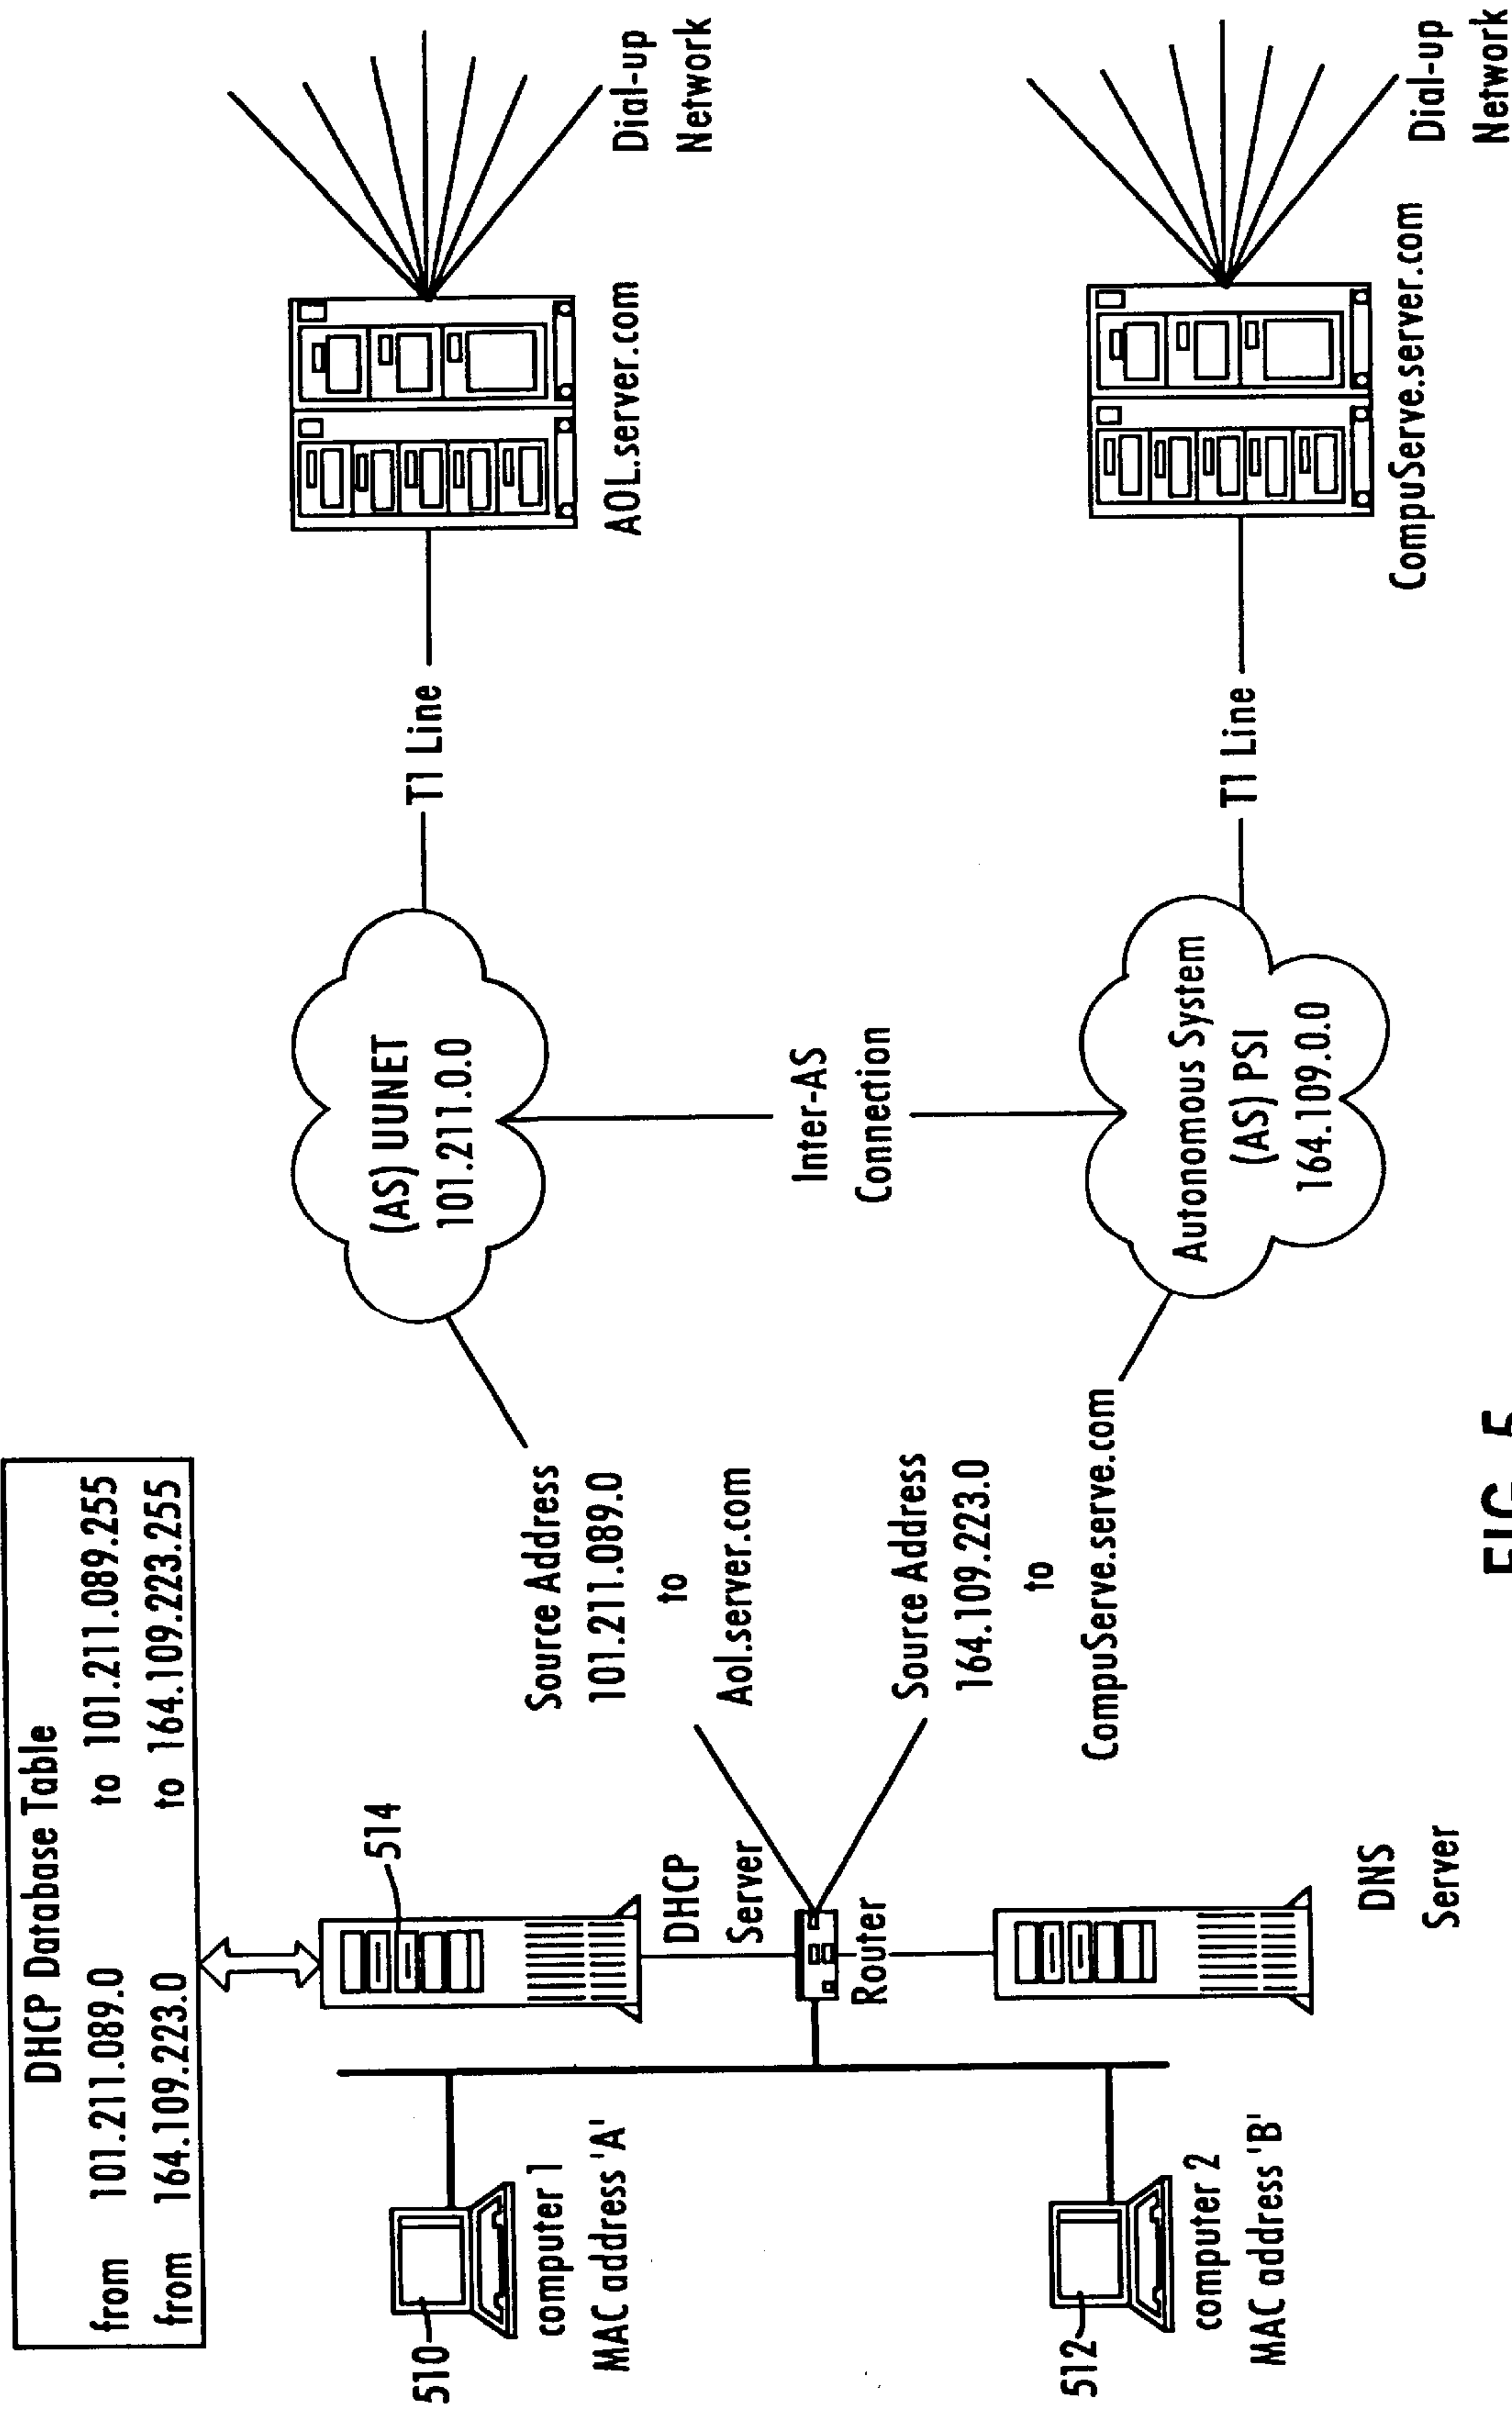 DHCP Database Table
from 101.211.089.0 to 101.211.089.255
from 164.109.223.0 to 164.109.223.255
514
510
computer 1
MAC address 'A'
DHCP
Server
Router
512
computer 2
MAC address 'B'
DNS
Server
Source Address
101.211.089.0
to
Aol.server.com
Source Address
164.109.223.0
to
CompuServe.serve.com
(AS) UUNET
101.211.0.0
Inter-AS
Connection
Autonomous System
(AS) PSI
164.109.0.0
T1 Line
T1 Line
AOL.server.com
Dial-up
Network
CompuServe.server.com
Dial-up
Network
FIG. 5